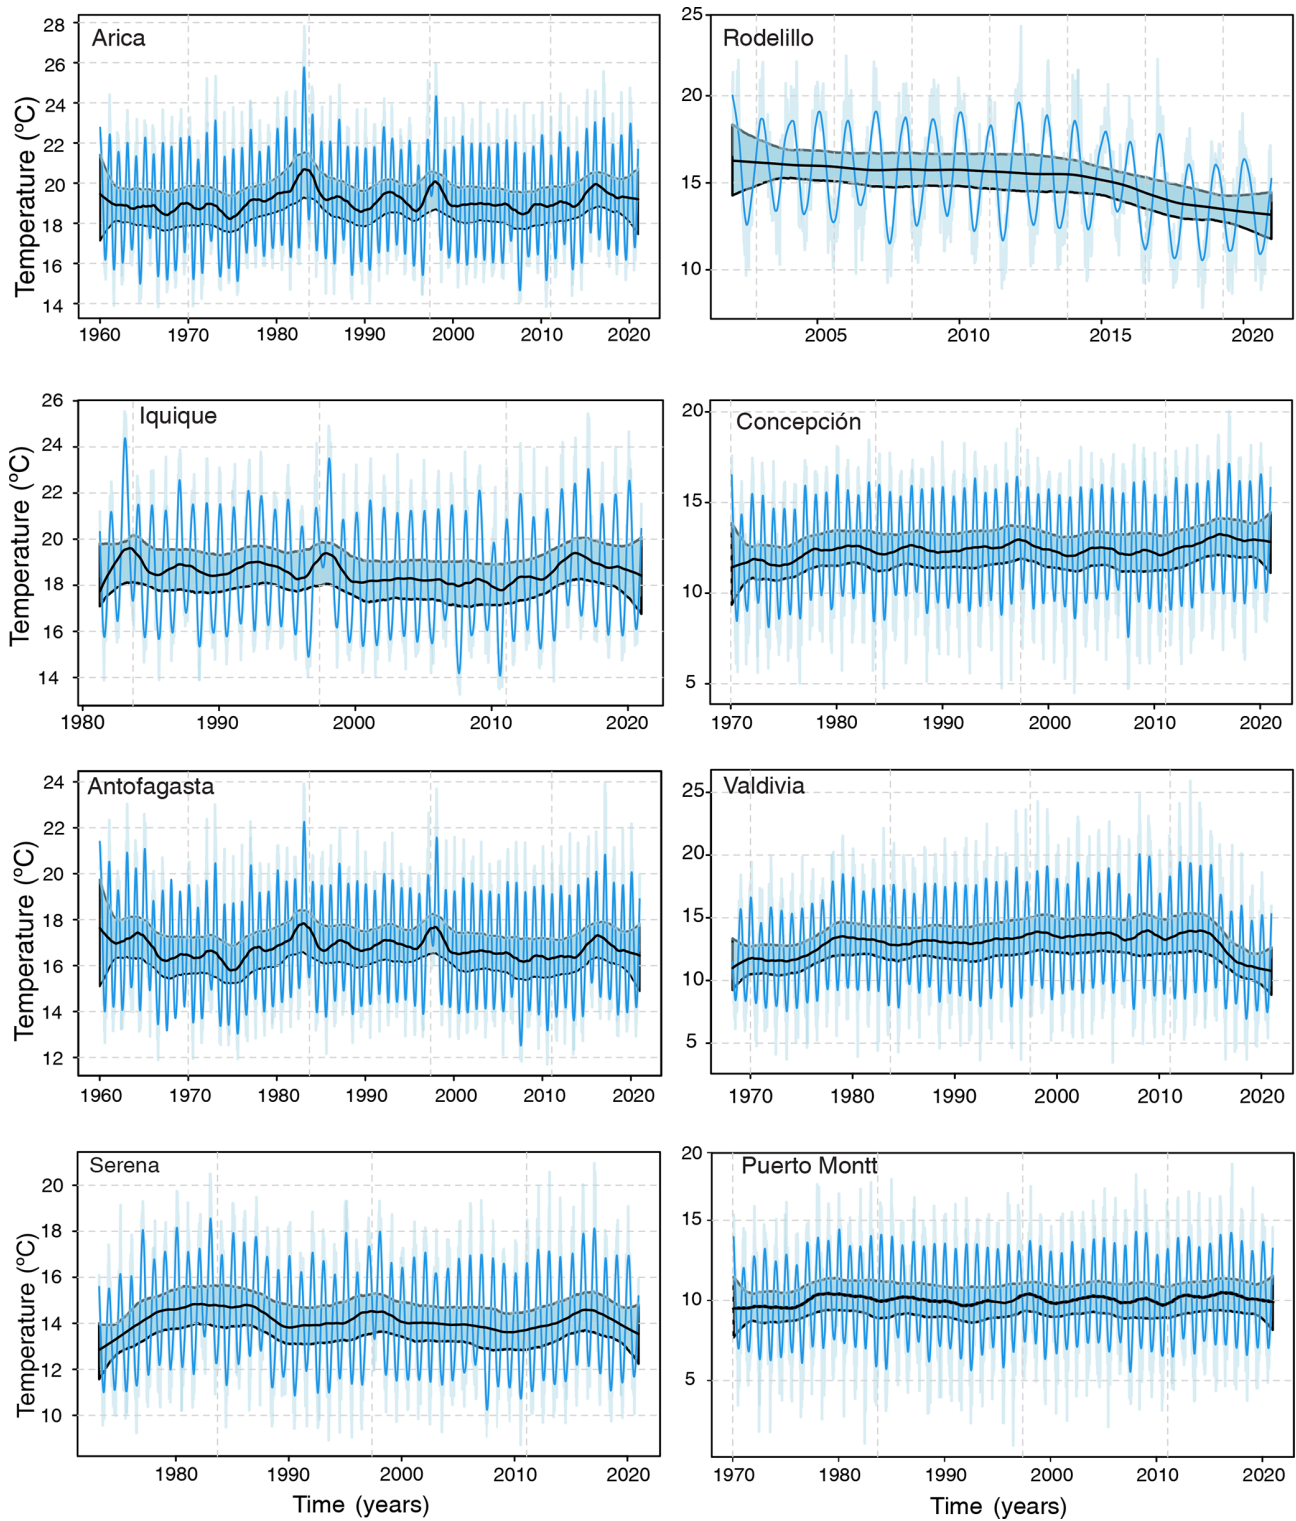 Arica
Temperature (ºC)
28
26
24
22
20
18
16
14
1960 1970 1980 1990 2000 2010 2020
Rodelillo
25
20
15
10
2005 2010 2015 2020
Iquique
Temperature (ºC)
26
24
22
20
18
16
14
1980 1990 2000 2010 2020
Concepción
20
15
10
5
1970 1980 1990 2000 2010 2020
Antofagasta
Temperature (ºC)
24
22
20
18
16
14
12
1960 1970 1980 1990 2000 2010 2020
Valdivia
25
20
15
10
5
1970 1980 1990 2000 2010 2020
Serena
Temperature (ºC)
20
18
16
14
12
10
1980 1990 2000 2010 2020
Time (years)
Puerto Montt
20
15
10
5
1970 1980 1990 2000 2010 2020
Time (years)